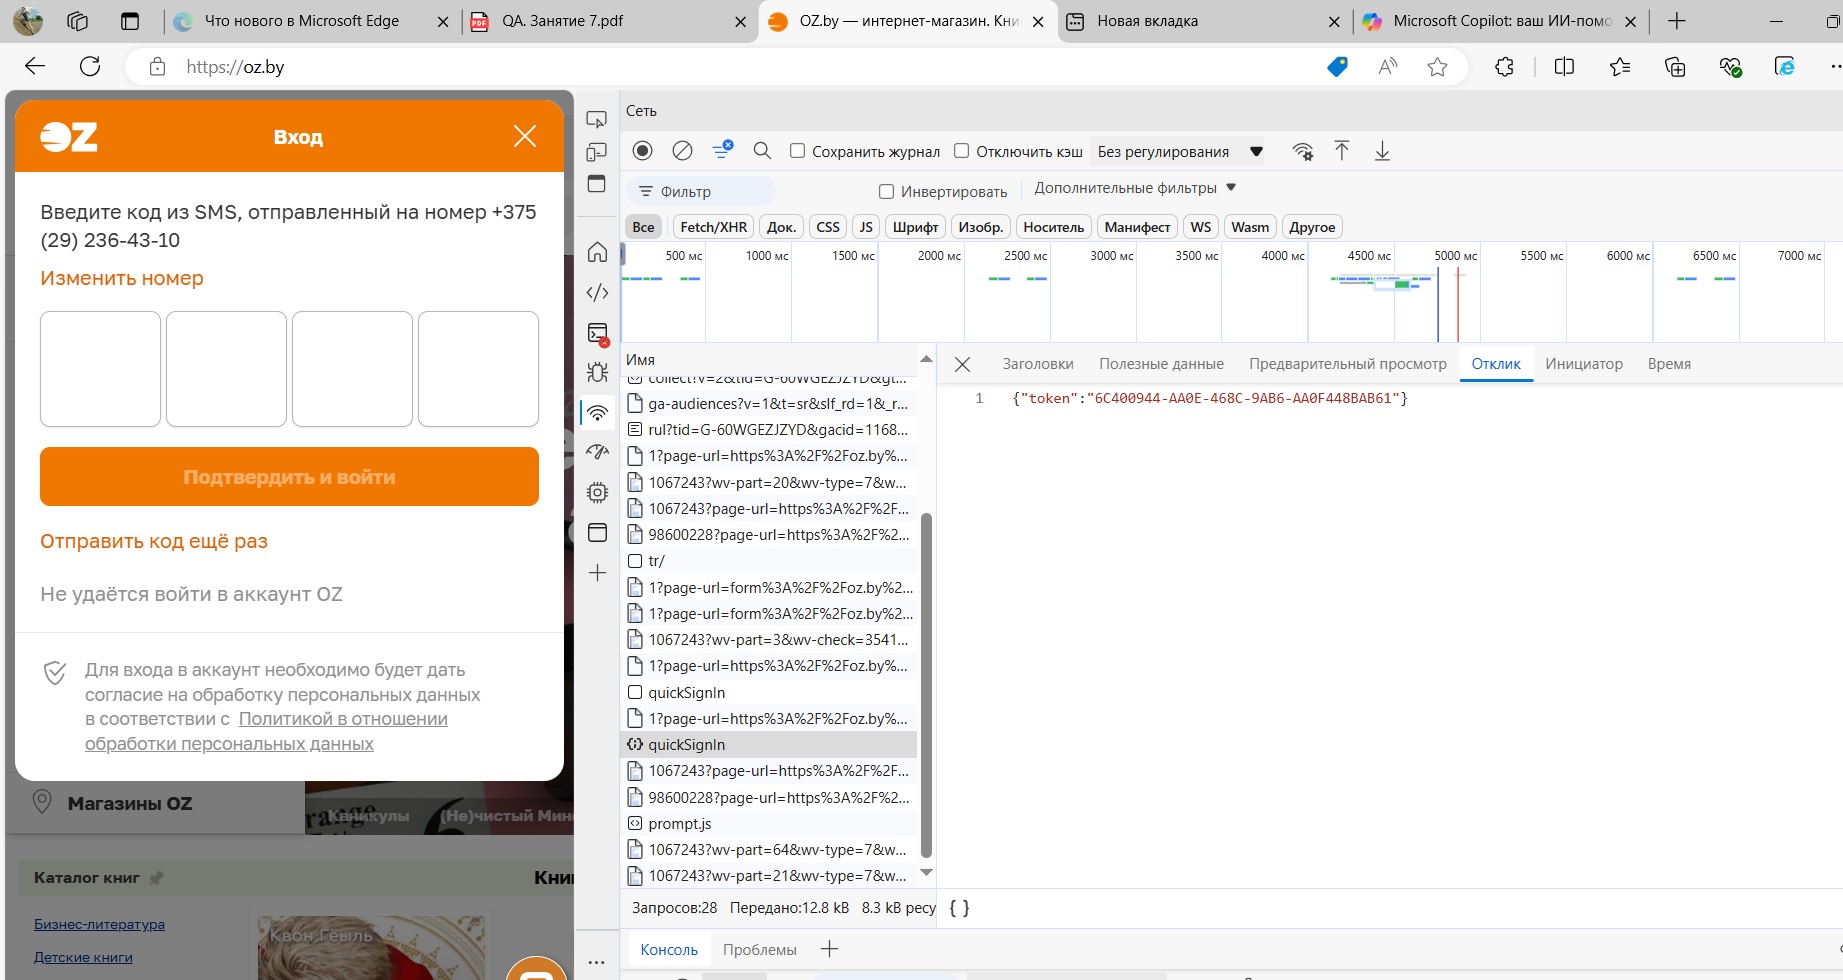 Что нового в Microsoft Edge
QA. Занятие 7.pdf
OZ.by — интернет-магазин. Кни
Новая вкладка
Microsoft Copilot: ваш ИИ-помо
https://oz.by
OZ
Вход
Введите код из SMS, отправленный на номер +375
(29) 236-43-10
Изменить номер
Подтвердить и войти
Отправить код ещё раз
Не удаётся войти в аккаунт OZ
Для входа в аккаунт необходимо будет дать
согласие на обработку персональных данных
в соответствии с Политикой в отношении
обработки персональных данных
Магазины OZ
Каникулы
(Не)чистый Минс
Каталог книг
Кни
Бизнес-литература
Детские книги
Квон Гёыль
Сеть
Сохранить журнал
Отключить кэш
Без регулирования
Фильтр
Инвертировать
Дополнительные фильтры
Все
Fetch/XHR
Док.
CSS
JS
Шрифт
Изобр.
Носитель
Манифест
WS
Wasm
Другое
500 мс
1000 мс
1500 мс
2000 мс
2500 мс
3000 мс
3500 мс
4000 мс
4500 мс
5000 мс
5500 мс
6000 мс
6500 мс
7000 мс
Имя
collect?v=2&tid=G-60WGEZJZYD&gt...
ga-audiences?v=1&t=sr&slf_rd=1&_r...
rul?tid=G-60WGEZJZYD&gacid=1168...
1?page-url=https%3A%2F%2Foz.by%...
1067243?wv-part=20&wv-type=7&w...
1067243?page-url=https%3A%2F%2F...
98600228?page-url=https%3A%2F%2...
tr/
1?page-url=form%3A%2F%2Foz.by%2...
1?page-url=form%3A%2F%2Foz.by%2...
1067243?wv-part=3&wv-check=3541...
1?page-url=https%3A%2F%2Foz.by%...
quickSignIn
1?page-url=https%3A%2F%2Foz.by%...
quickSignIn
1067243?page-url=https%3A%2F%2F...
98600228?page-url=https%3A%2F%2...
prompt.js
1067243?wv-part=64&wv-type=7&w...
1067243?wv-part=21&wv-type=7&w...
Запросов:28 Передано:12.8 kB 8.3 kB ресу
Заголовки
Полезные данные
Предварительный просмотр
Отклик
Инициатор
Время
1 {"token":"6C400944-AA0E-468C-9AB6-AA0F448BAB61"}
{ }
Консоль
Проблемы